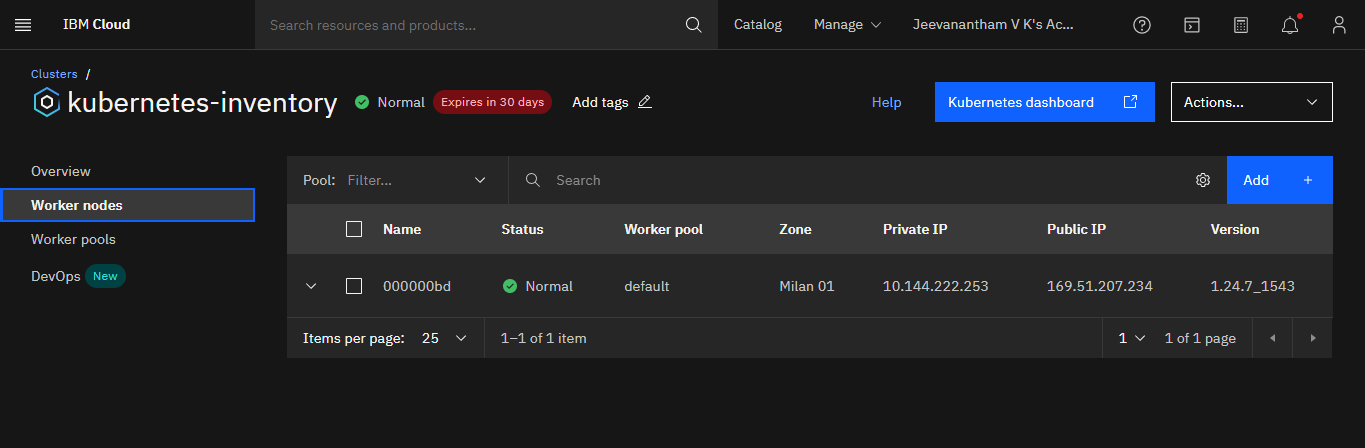 IBM Cloud Search resources and products... Catalog Manage Jeevanantham V K's Ac...
Clusters /
kubernetes-inventory Normal Expires in 30 days Add tags Help Kubernetes dashboard Actions...
Overview
Worker nodes
Worker pools
DevOps New
Pool: Filter... Search Add +
Name Status Worker pool Zone Private IP Public IP Version
000000bd Normal default Milan 01 10.144.222.253 169.51.207.234 1.24.7_1543
Items per page: 25 1–1 of 1 item 1 1 of 1 page